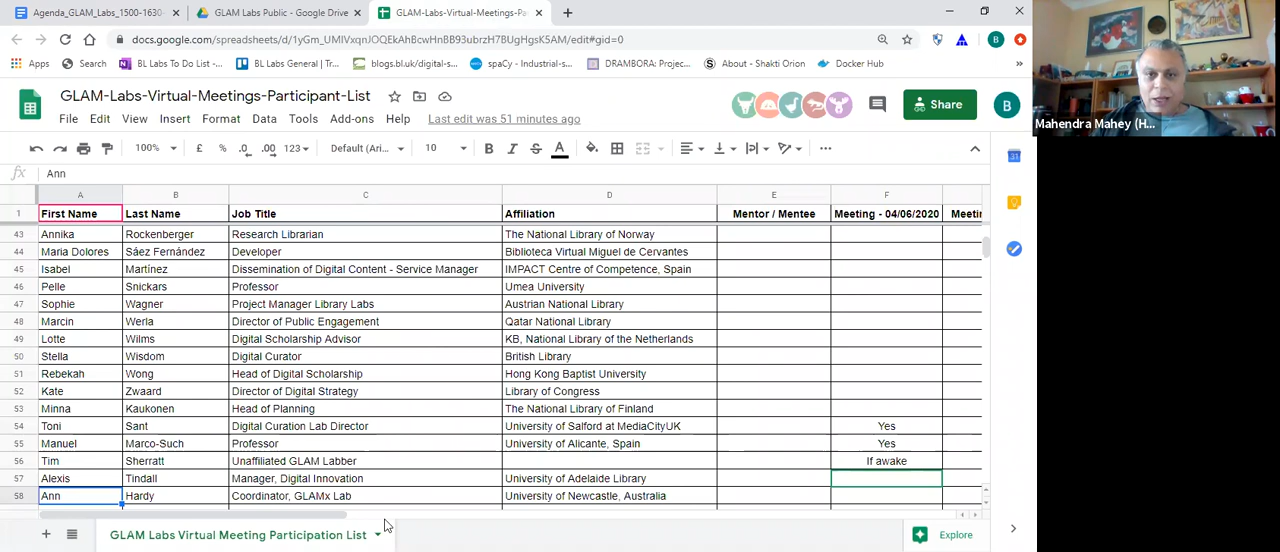 Agenda_GLAM_Labs_1500-1630- GLAM Labs Public - Google Drive GLAM-Labs-Virtual-Meetings-Pa
docs.google.com/spreadsheets/d/
Apps Search BL Labs To Do List -... BL Labs General | Tr... blogs.bl.uk/digital-s... spaCy · Industrial-s... DRAMBORA: Projec... About - Shakti Orion Docker Hub
GLAM-Labs-Virtual-Meetings-Participant-List
File Edit View Insert Format Data Tools Add-ons Help Last edit was 51 minutes ago
Share B
100% £ % .0 .00 123 Default (Ari... 10 B I S A
fx Ann
A B C D E F
1 First Name Last Name Job Title Affiliation Mentor / Mentee Meeting - 04/06/2020 Meetin
43 Annika Rockenberger Research Librarian The National Library of Norway
44 Maria Dolores Sáez Fernández Developer Biblioteca Virtual Miguel de Cervantes
45 Isabel Martínez Dissemination of Digital Content - Service Manager IMPACT Centre of Competence, Spain
46 Pelle Snickars Professor Umea University
47 Sophie Wagner Project Manager Library Labs Austrian National Library
48 Marcin Werla Director of Public Engagement Qatar National Library
49 Lotte Wilms Digital Scholarship Advisor KB, National Library of the Netherlands
50 Stella Wisdom Digital Curator British Library
51 Rebekah Wong Head of Digital Scholarship Hong Kong Baptist University
52 Kate Zwaard Director of Digital Strategy Library of Congress
53 Minna Kaukonen Head of Planning The National Library of Finland
54 Toni Sant Digital Curation Lab Director University of Salford at MediaCityUK Yes
55 Manuel Marco-Such Professor University of Alicante, Spain Yes
56 Tim Sherratt Unaffiliated GLAM Labber If awake
57 Alexis Tindall Manager, Digital Innovation University of Adelaide Library
58 Ann Hardy Coordinator, GLAMx Lab University of Newcastle, Australia
GLAM Labs Virtual Meeting Participation List Explore
Mahendra Mahey (H...